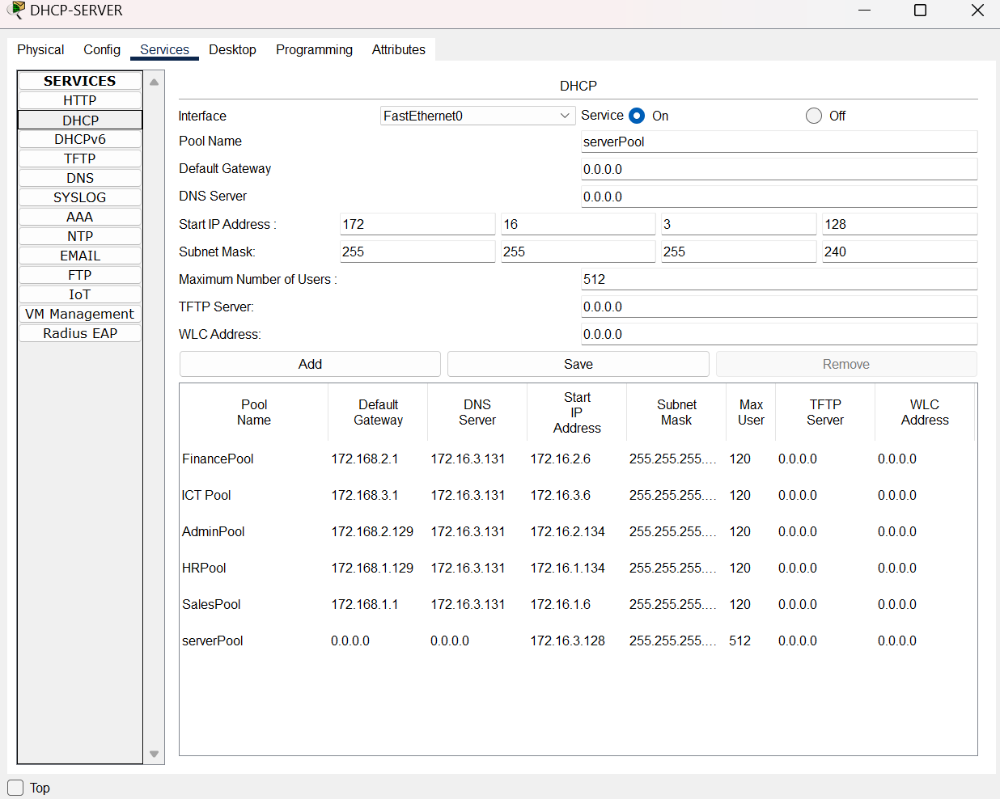 DHCP-SERVER
Physical Config Services Desktop Programming Attributes
SERVICES
HTTP
DHCP
DHCPv6
TFTP
DNS
SYSLOG
AAA
NTP
EMAIL
FTP
IoT
VM Management
Radius EAP
DHCP
Interface FastEthernet0 Service On Off
Pool Name serverPool
Default Gateway 0.0.0.0
DNS Server 0.0.0.0
Start IP Address : 172 16 3 128
Subnet Mask: 255 255 255 240
Maximum Number of Users : 512
TFTP Server: 0.0.0.0
WLC Address: 0.0.0.0
Add Save Remove
Pool Name Default Gateway DNS Server Start IP Address Subnet Mask Max User TFTP Server WLC Address
FinancePool 172.168.2.1 172.16.3.131 172.16.2.6 255.255.255.... 120 0.0.0.0 0.0.0.0
ICT Pool 172.168.3.1 172.16.3.131 172.16.3.6 255.255.255.... 120 0.0.0.0 0.0.0.0
AdminPool 172.168.2.129 172.16.3.131 172.16.2.134 255.255.255.... 120 0.0.0.0 0.0.0.0
HRPool 172.168.1.129 172.16.3.131 172.16.1.134 255.255.255.... 120 0.0.0.0 0.0.0.0
SalesPool 172.168.1.1 172.16.3.131 172.16.1.6 255.255.255.... 120 0.0.0.0 0.0.0.0
serverPool 0.0.0.0 0.0.0.0 172.16.3.128 255.255.255.... 512 0.0.0.0 0.0.0.0
Top